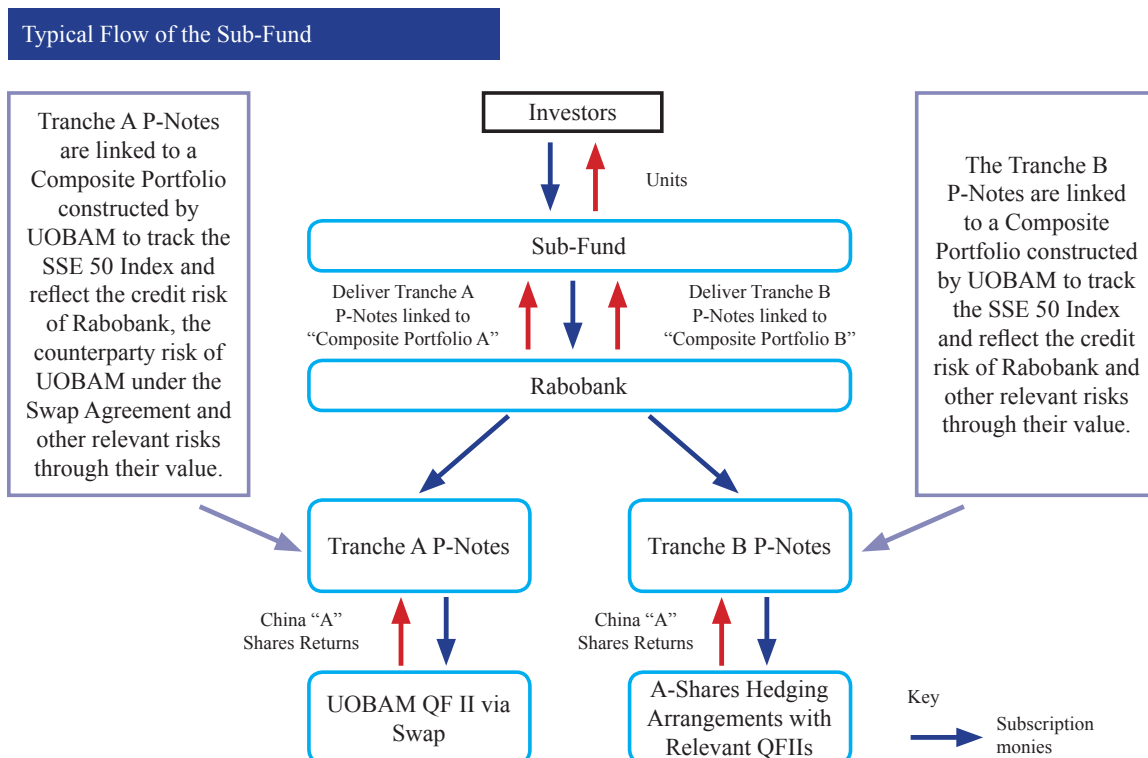 Typical Flow of the Sub-Fund
Tranche A P-Notes
are linked to a
Composite Portfolio
constructed by
UOBAM to track the
SSE 50 Index and
reflect the credit risk
of Rabobank, the
counterparty risk of
UOBAM under the
Swap Agreement and
other relevant risks
through their value.
Investors
Units
Sub-Fund
Deliver Tranche A
P-Notes linked to
“Composite Portfolio A”
Deliver Tranche B
P-Notes linked to
“Composite Portfolio B”
Rabobank
The Tranche B
P-Notes are linked
to a Composite
Portfolio constructed
by UOBAM to track
the SSE 50 Index
and reflect the credit
risk of Rabobank and
other relevant risks
through their value.
Tranche A P-Notes
Tranche B P-Notes
China “A”
Shares Returns
China “A”
Shares Returns
UOBAM QF II via
Swap
A-Shares Hedging
Arrangements with
Relevant QFIIs
Key
Subscription
monies